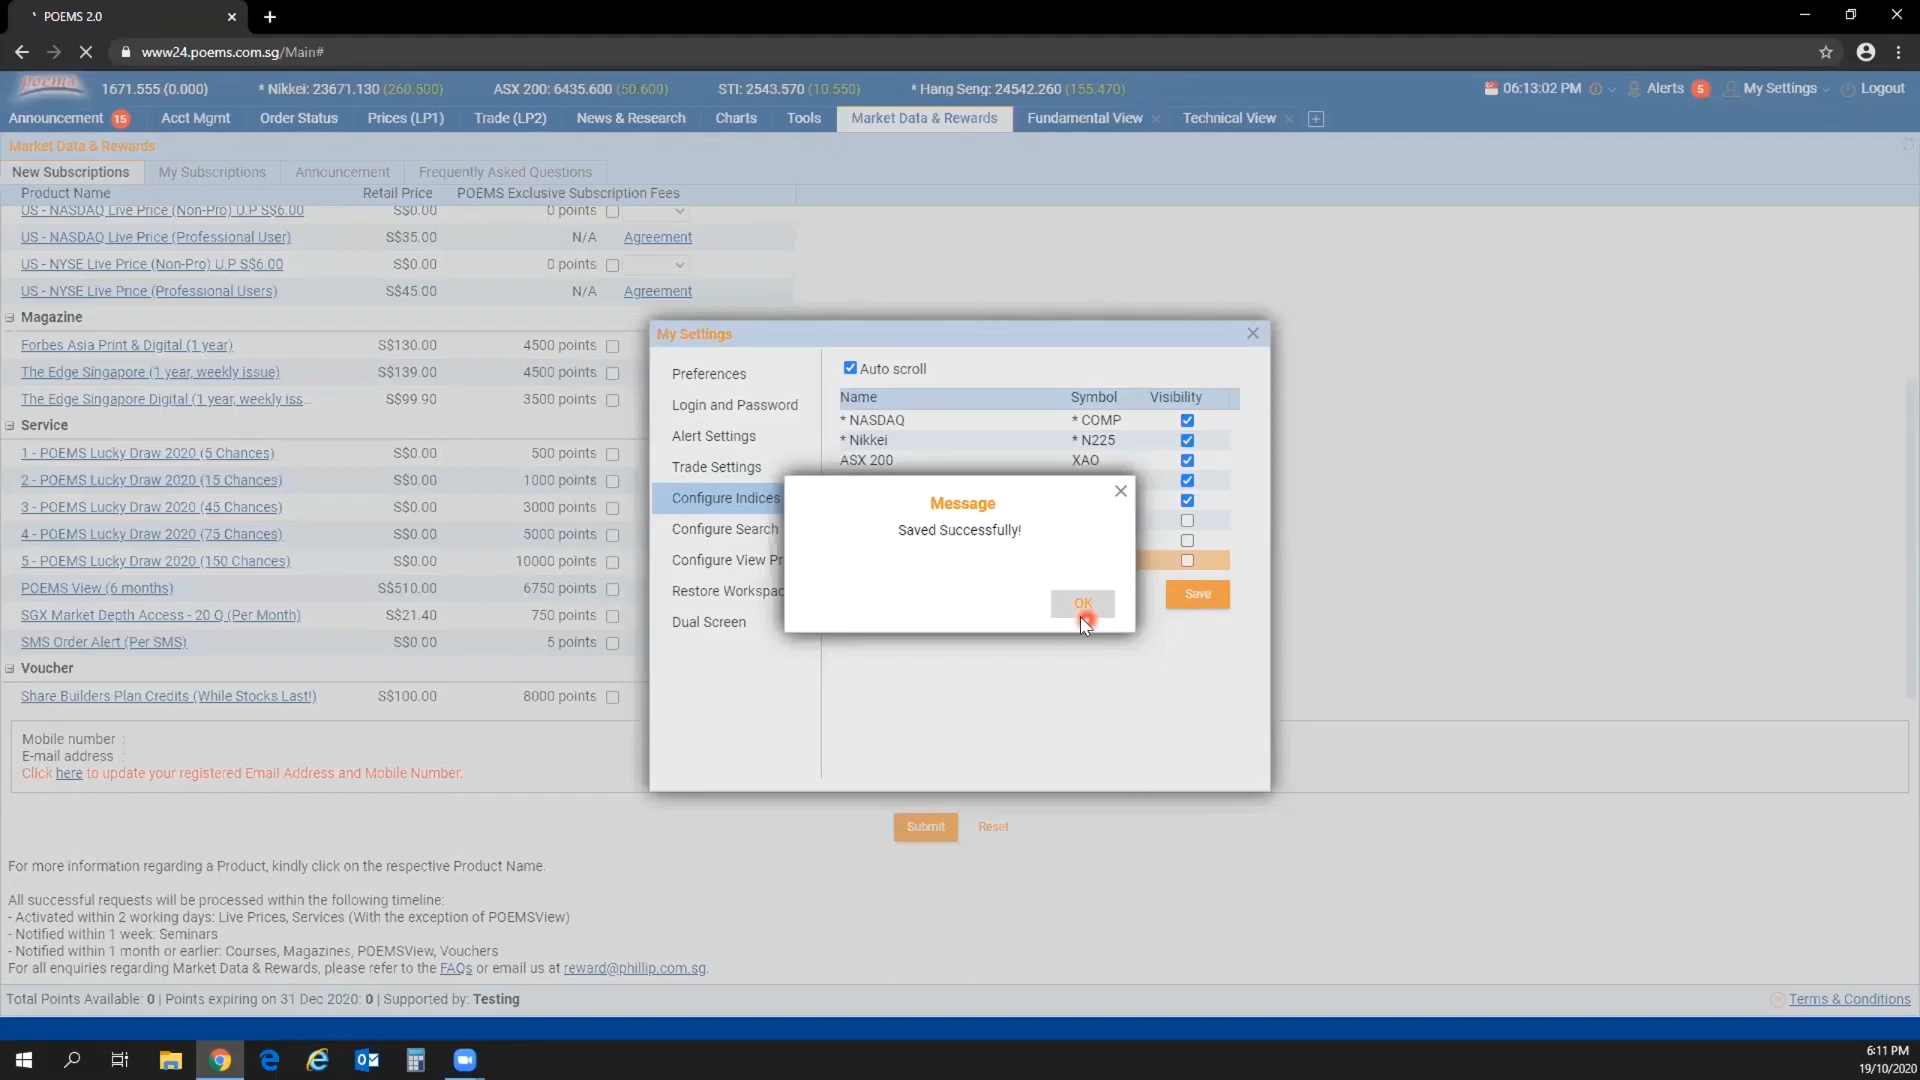 POEMS 2.0
www24.poems.com.sg/Main#
poems
1671.555 (0.000)
* Nikkei: 23671.130 (260.500)
ASX 200: 6435.600 (50.600)
STI: 2543.570 (10.550)
* Hang Seng: 24542.260 (155.470)
06:13:02 PM
Alerts 5
My Settings
Logout
Announcement 15
Acct Mgmt
Order Status
Prices (LP1)
Trade (LP2)
News & Research
Charts
Tools
Market Data & Rewards
Fundamental View
Technical View
Market Data & Rewards
New Subscriptions
My Subscriptions
Announcement
Frequently Asked Questions
Product Name Retail Price POEMS Exclusive Subscription Fees
US - NASDAQ Live Price (Non-Pro) U.P S$6.00 S$0.00 0 points
US - NASDAQ Live Price (Professional User) S$35.00 N/A Agreement
US - NYSE Live Price (Non-Pro) U.P S$6.00 S$0.00 0 points
US - NYSE Live Price (Professional Users) S$45.00 N/A Agreement
Magazine
Forbes Asia Print & Digital (1 year) S$130.00 4500 points
The Edge Singapore (1 year, weekly issue) S$139.00 4500 points
The Edge Singapore Digital (1 year, weekly iss... S$99.90 3500 points
Service
1 - POEMS Lucky Draw 2020 (5 Chances) S$0.00 500 points
2 - POEMS Lucky Draw 2020 (15 Chances) S$0.00 1000 points
3 - POEMS Lucky Draw 2020 (45 Chances) S$0.00 3000 points
4 - POEMS Lucky Draw 2020 (75 Chances) S$0.00 5000 points
5 - POEMS Lucky Draw 2020 (150 Chances) S$0.00 10000 points
POEMS View (6 months) S$510.00 6750 points
SGX Market Depth Access - 20 Q (Per Month) S$21.40 750 points
SMS Order Alert (Per SMS) S$0.00 5 points
Voucher
Share Builders Plan Credits (While Stocks Last!) S$100.00 8000 points
Mobile number :
E-mail address :
Click here to update your registered Email Address and Mobile Number.
My Settings
Preferences
Login and Password
Alert Settings
Trade Settings
Configure Indices
Configure Search
Configure View Pr
Restore Workspac
Dual Screen
Auto scroll
Name Symbol Visibility
* NASDAQ * COMP
* Nikkei * N225
ASX 200 XAO
Save
Message
Saved Successfully!
OK
Submit
Reset
For more information regarding a Product, kindly click on the respective Product Name.
All successful requests will be processed within the following timeline:
- Activated within 2 working days: Live Prices, Services (With the exception of POEMSView)
- Notified within 1 week: Seminars
- Notified within 1 month or earlier: Courses, Magazines, POEMSView, Vouchers
For all enquiries regarding Market Data & Rewards, please refer to the FAQs or email us at reward@phillip.com.sg.
Total Points Available: 0 | Points expiring on 31 Dec 2020: 0 | Supported by: Testing
Terms & Conditions
6:11 PM
19/10/2020